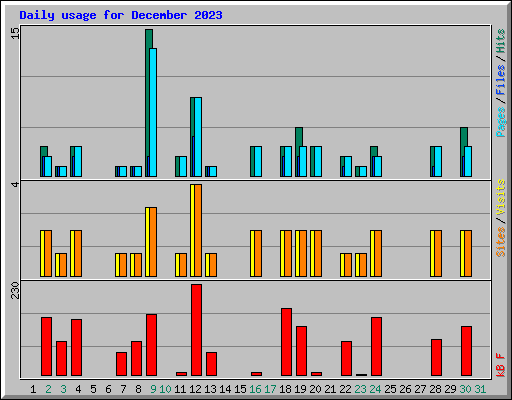 Daily usage for December 2023
15
Pages / Files / Hits
4
Sites / Visits
230
kB F
1 2 3 4 5 6 7 8 9 10 11 12 13 14 15 16 17 18 19 20 21 22 23 24 25 26 27 28 29 30 31